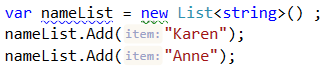 var nameList = new List<string>() ;
nameList.Add(item:"Karen");
nameList.Add(item:"Anne");